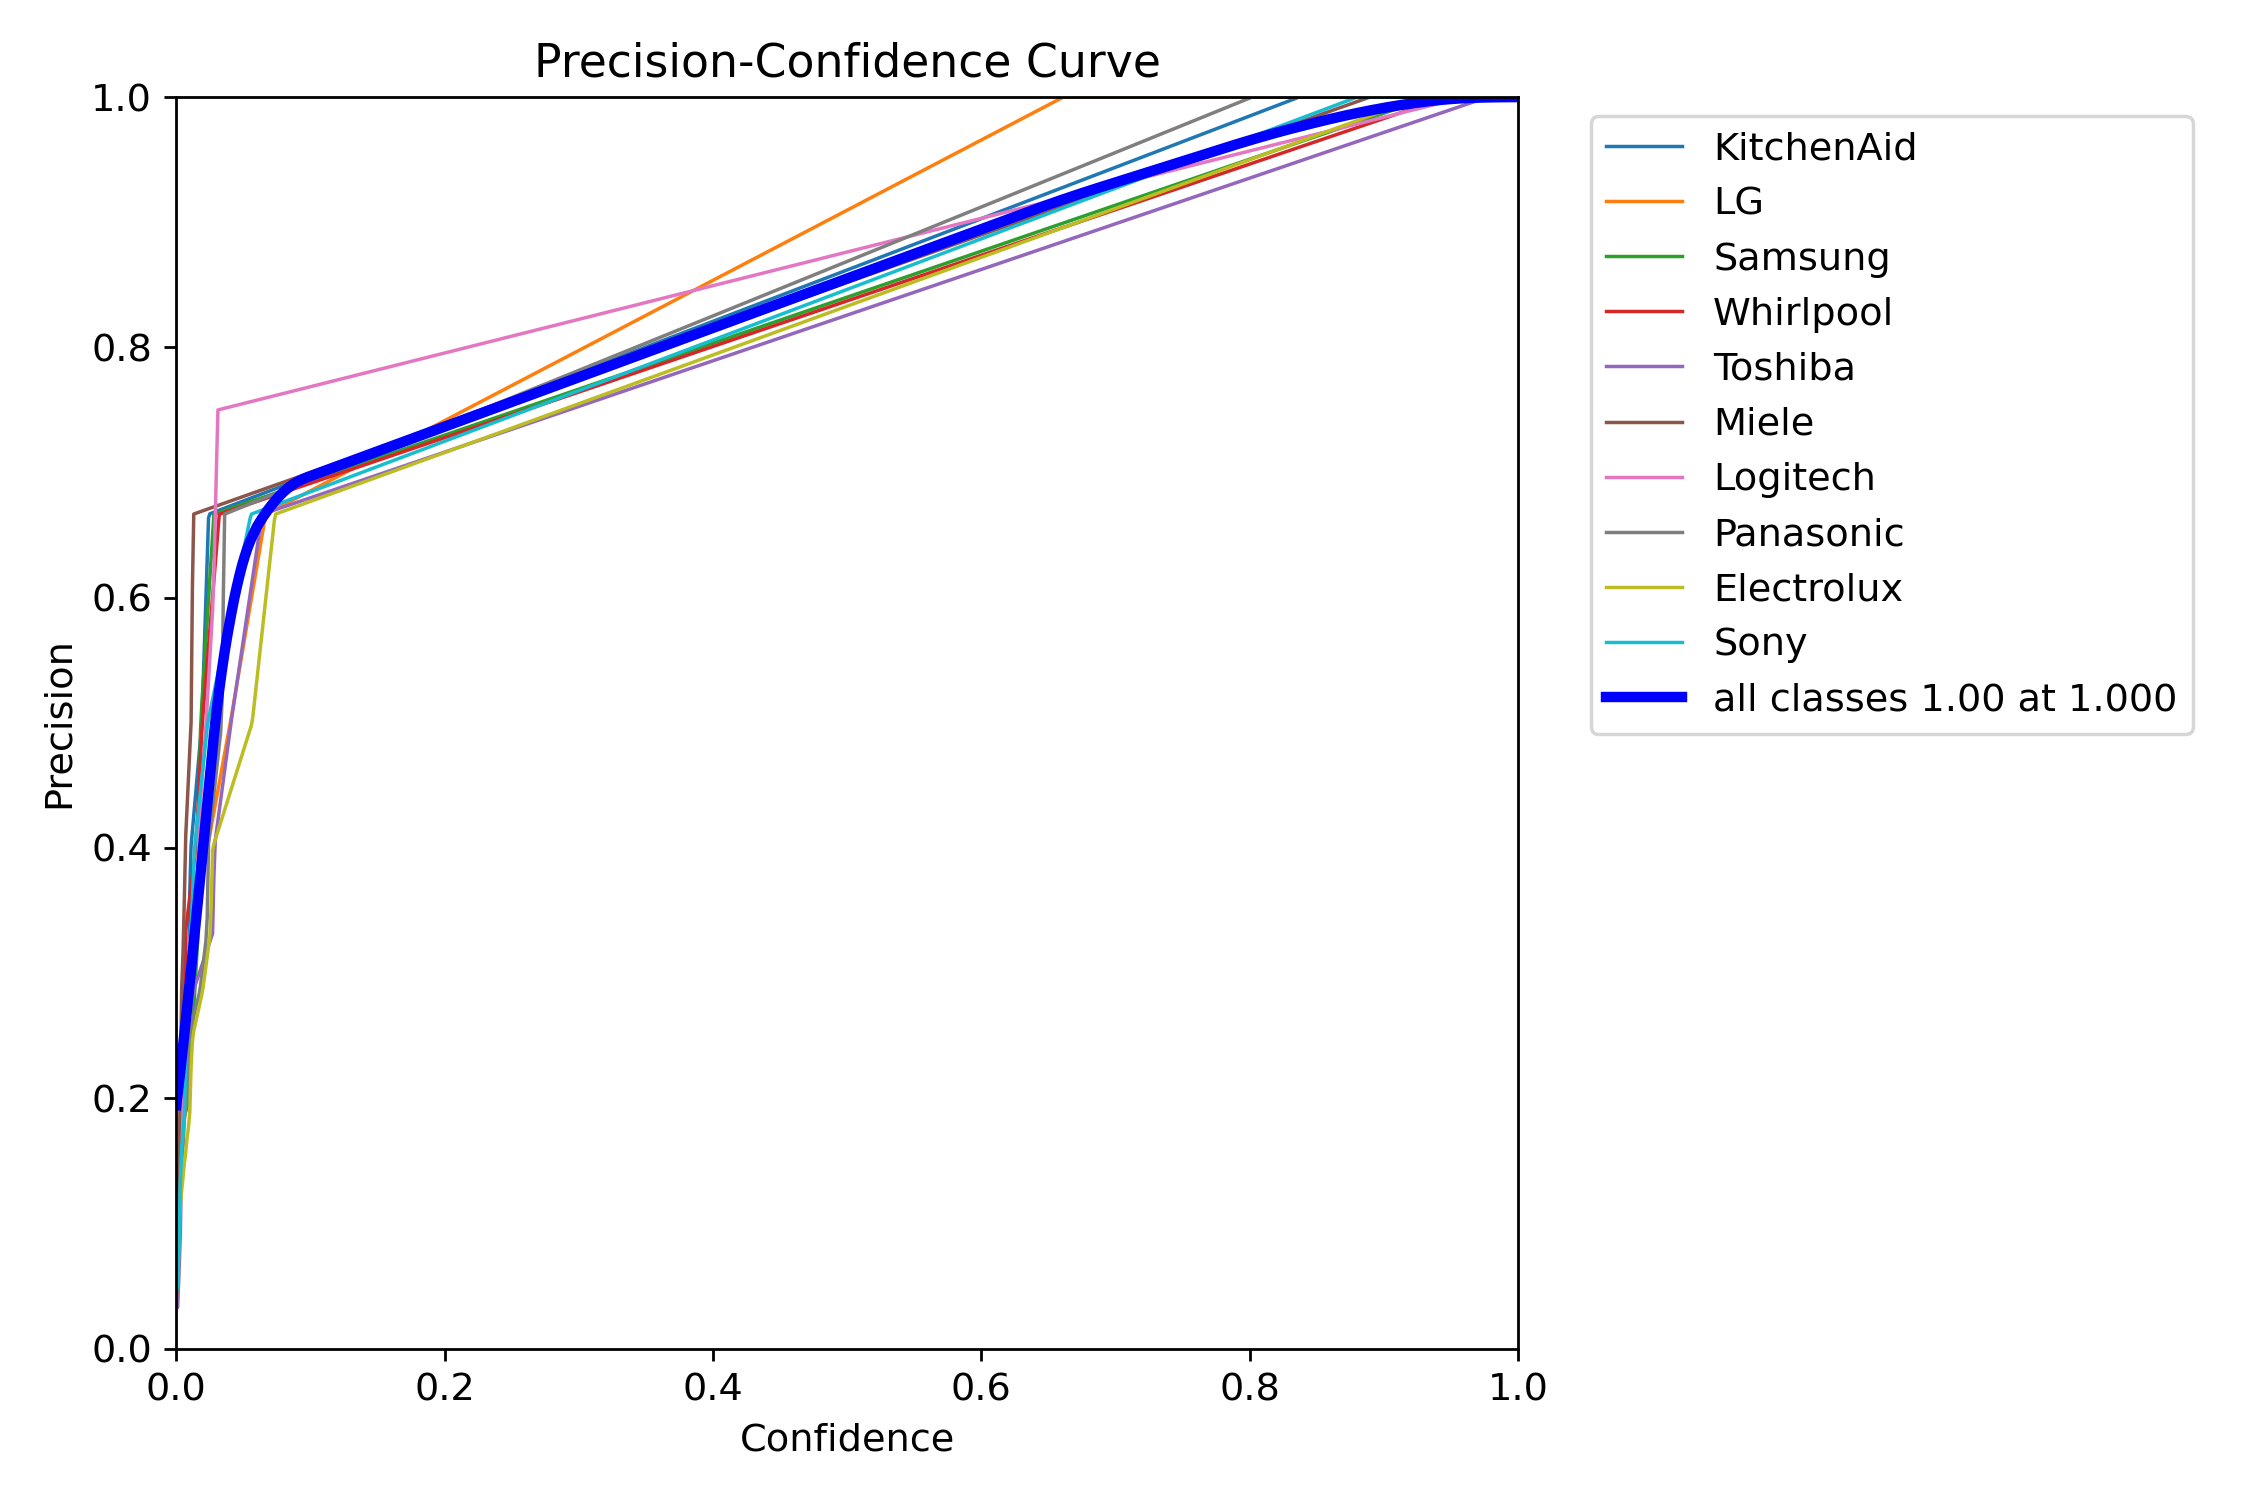 Precision-Confidence Curve
1.0
0.8
0.6
0.4
0.2
0.0
Precision
0.0 0.2 0.4 0.6 0.8 1.0
Confidence
KitchenAid
LG
Samsung
Whirlpool
Toshiba
Miele
Logitech
Panasonic
Electrolux
Sony
all classes 1.00 at 1.000